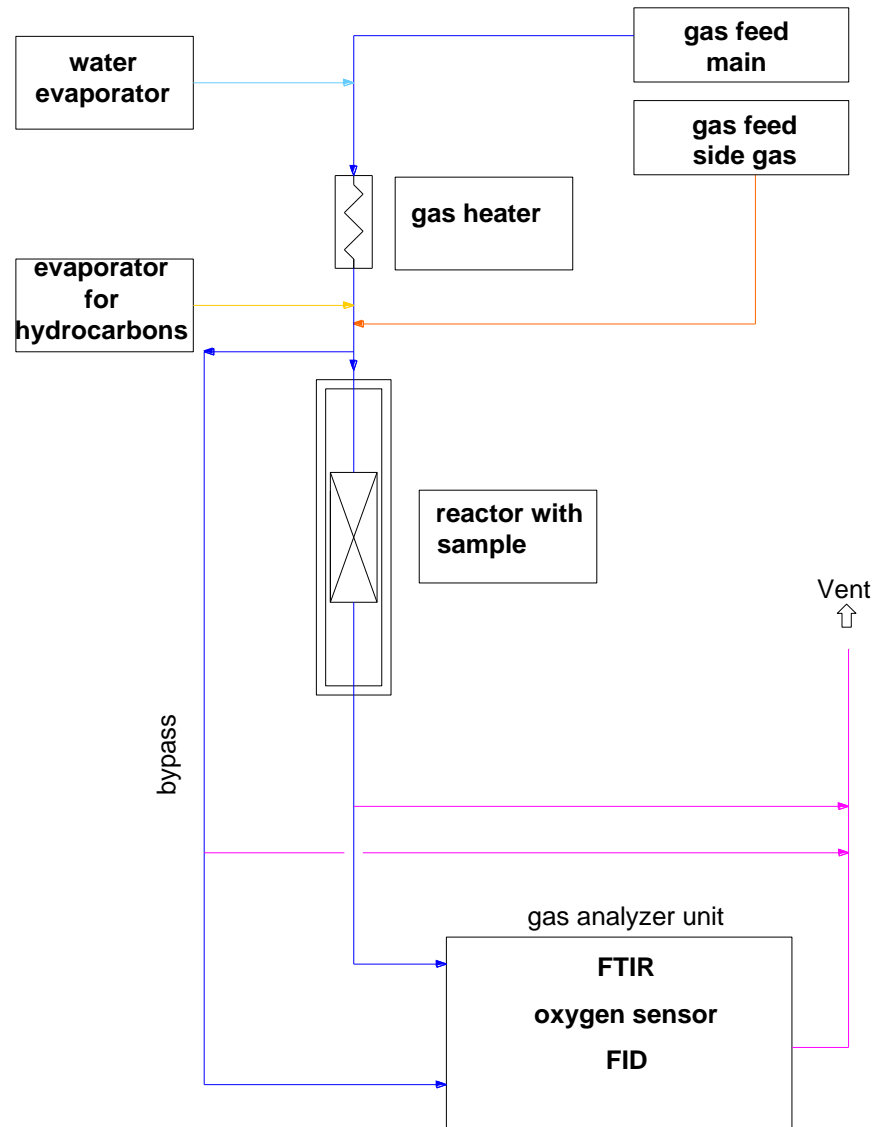 gas feed
main
water
evaporator
gas feed
side gas
gas heater
evaporator
for
hydrocarbons
reactor with
sample
Vent
bypass
gas analyzer unit
FTIR
oxygen sensor
FID